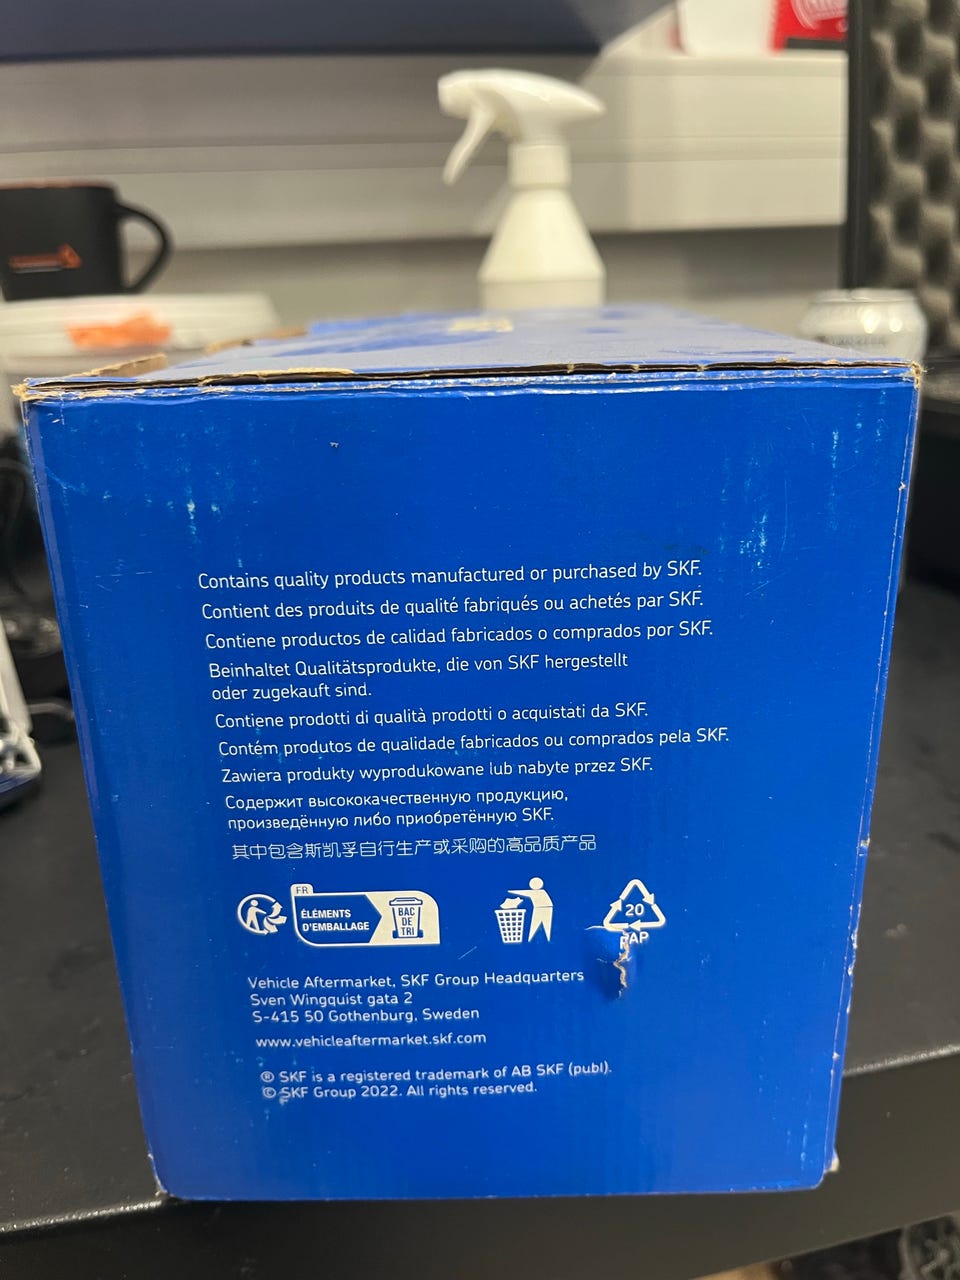 Contains quality products manufactured or purchased by SKF.
Contient des produits de qualité fabriqués ou achetés par SKF.
Contiene productos de calidad fabricados o comprados por SKF.
Beinhaltet Qualitätsprodukte, die von SKF hergestellt
oder zugekauft sind.
Contiene prodotti di qualità prodotti o acquistati da SKF.
Contém produtos de qualidade fabricados ou comprados pela SKF.
Zawiera produkty wyprodukowane lub nabyte przez SKF.
Содержит высококачественную продукцию,
произведённую либо приобретённую SKF.
其中包含斯凯孚自行生产或采购的高品质产品
FR
ÉLÉMENTS
D'EMBALLAGE
BAC
DE
TRI
20
PAP
Vehicle Aftermarket, SKF Group Headquarters
Sven Wingquist gata 2
S-415 50 Gothenburg, Sweden
www.vehicleaftermarket.skf.com
® SKF is a registered trademark of AB SKF (publ).
© SKF Group 2022. All rights reserved.